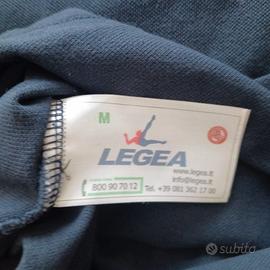 M
LEGEA
www.legea.it
info@legea.it
800 90 70 12
Tel. +39 081 362 17 00
subito